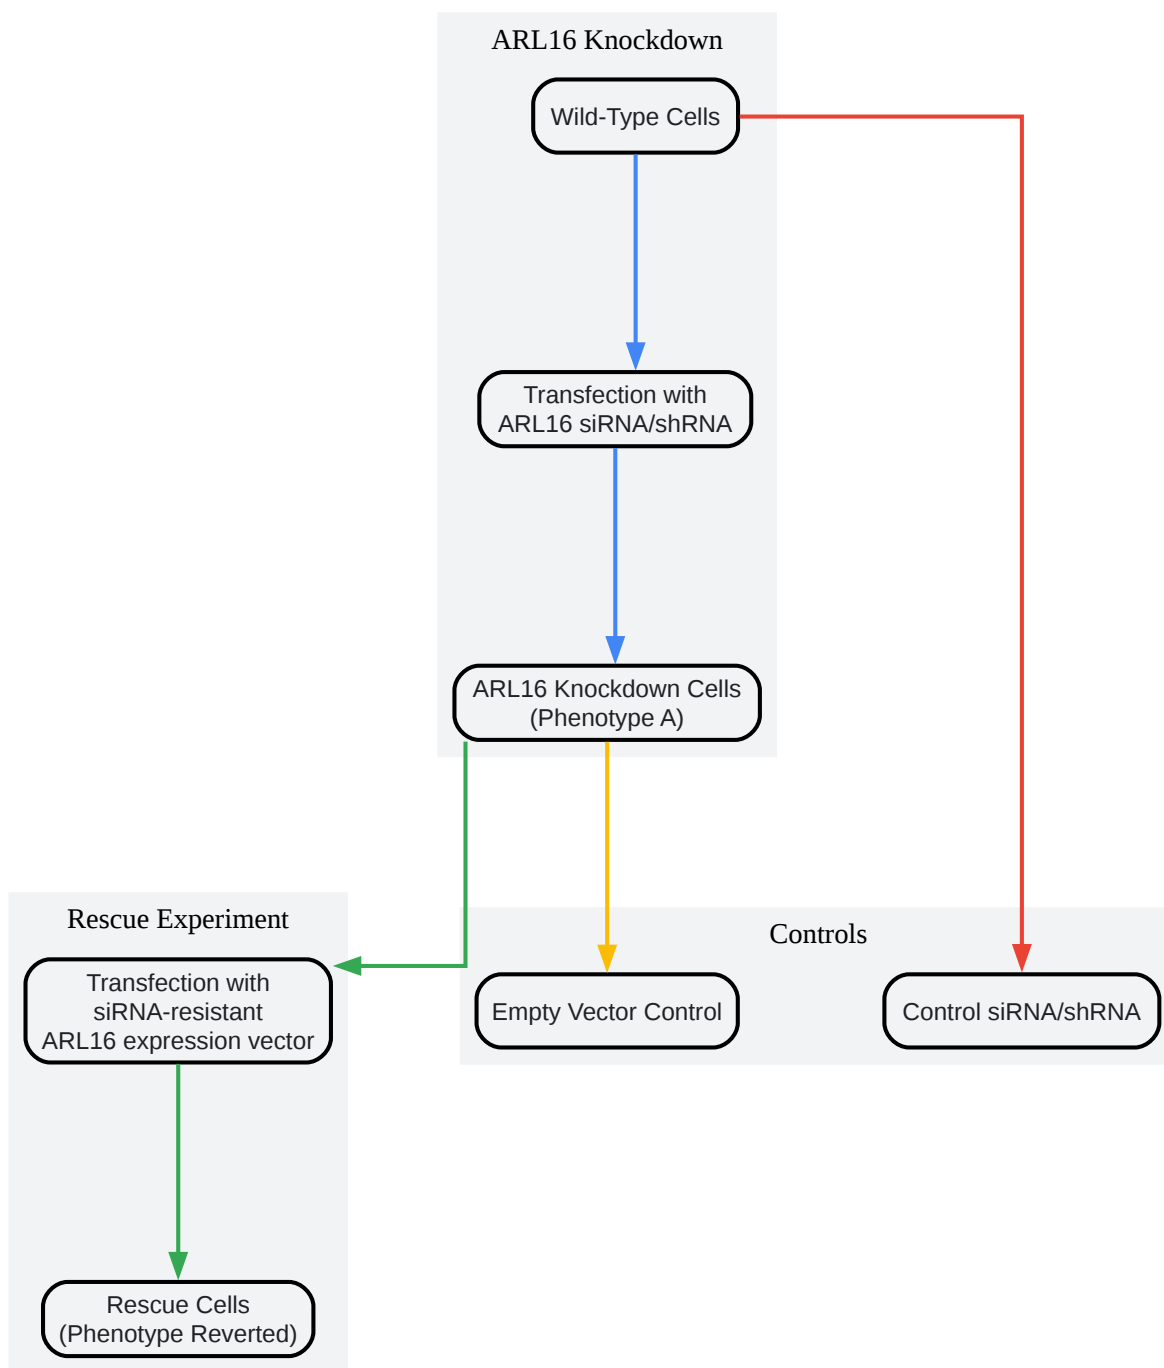 ARL16 Knockdown
Wild-Type Cells
Transfection with
ARL16 siRNA/shRNA
ARL16 Knockdown Cells
(Phenotype A)
Rescue Experiment
Transfection with
siRNA-resistant
ARL16 expression vector
Rescue Cells
(Phenotype Reverted)
Controls
Empty Vector Control
Control siRNA/shRNA